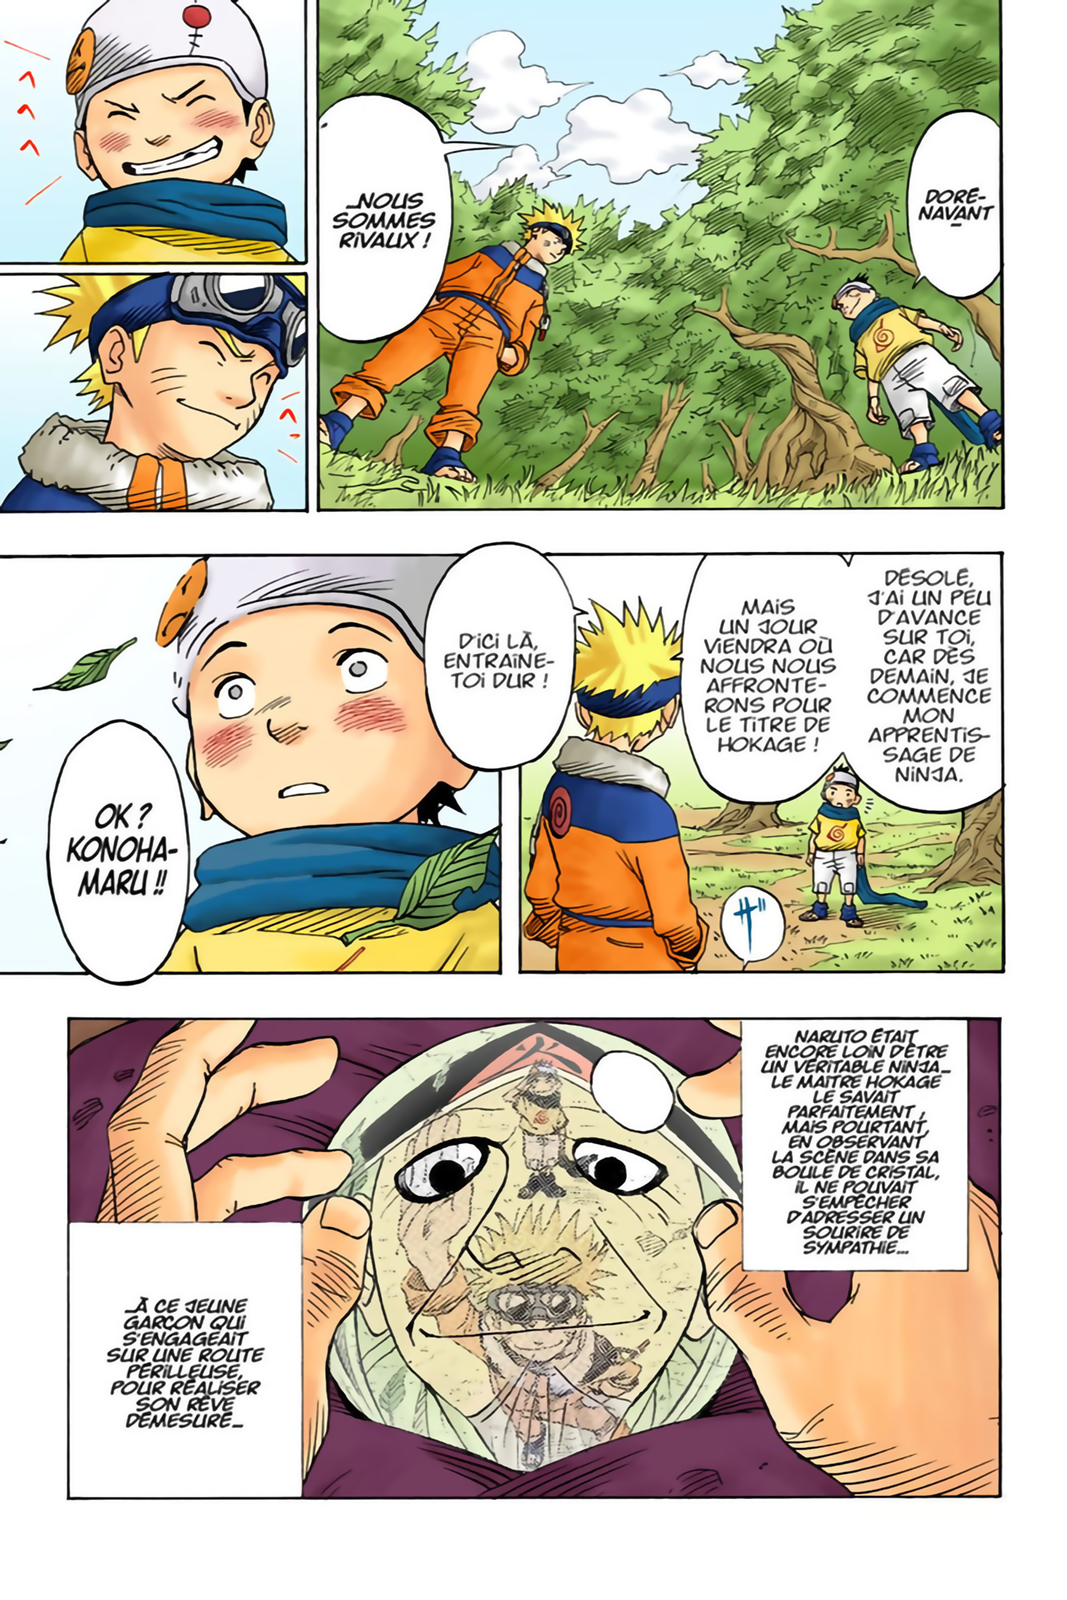 DORÉ-
NAVANT
...NOUS
SOMMES
RIVAUX !
DÉSOLÉ,
J'AI UN PEU
D'AVANCE
SUR TOI,
CAR DÈS
DEMAIN, JE
COMMENCE
MON
APPRENTIS-
SAGE DE
NINJA.
MAIS
UN JOUR
VIENDRA OÙ
NOUS NOUS
AFFRONTE-
RONS POUR
LE TITRE DE
HOKAGE !
ザ"
D'ICI LÀ,
ENTRAÎNE-
TOI DUR !
OK ?
KONOHA-
MARU !!
NARUTO ÉTAIT
ENCORE LOIN D'ÊTRE
UN VÉRITABLE NINJA...
LE MAÎTRE HOKAGE
LE SAVAIT
PARFAITEMENT,
MAIS POURTANT,
EN OBSERVANT
LA SCÈNE DANS SA
BOULE DE CRISTAL,
IL NE POUVAIT
S'EMPÊCHER
D'ADRESSER UN
SOURIRE DE
SYMPATHIE...
火
...À CE JEUNE
GARÇON QUI
S'ENGAGEAIT
SUR UNE ROUTE
PÉRILLEUSE,
POUR RÉALISER
SON RÊVE
DÉMESURÉ...